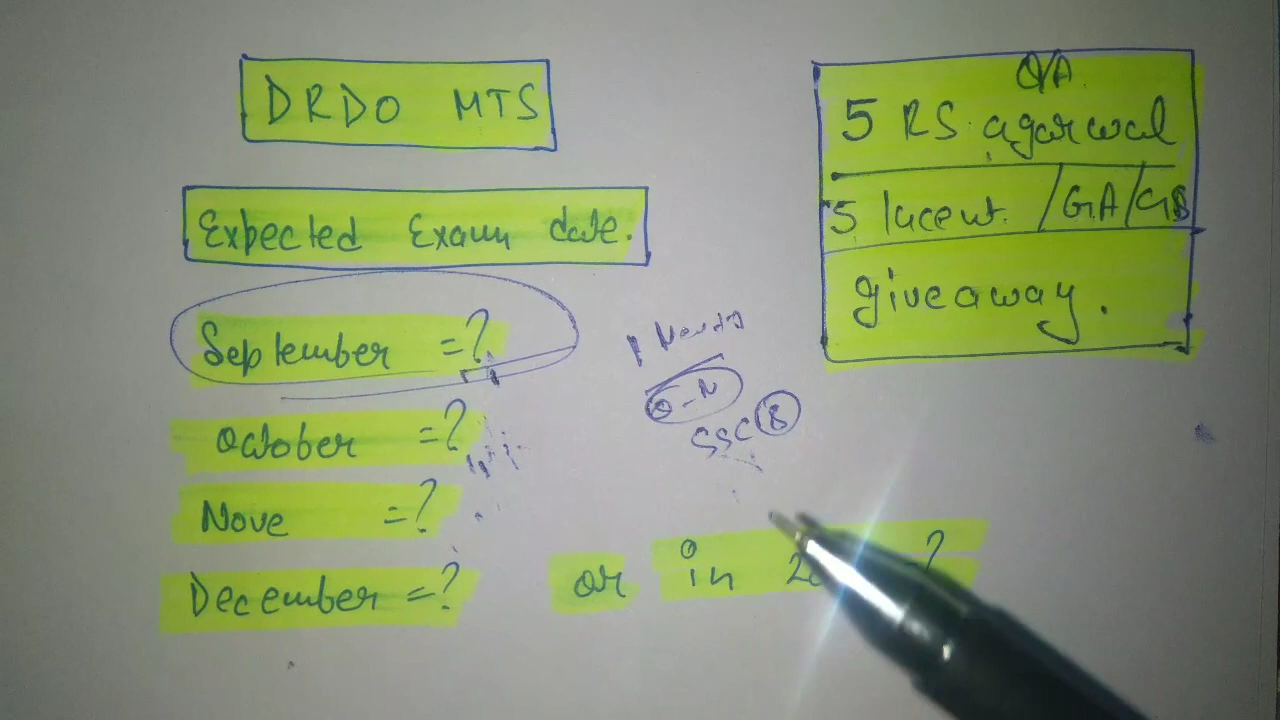 DRDO MTS
Expected Exam date.
September =?
October =?
Nove =?
December =? or in ?
Q/A.
5 RS agarwal
5 lucent. /GA/GS
giveaway.
O-N
SSC B